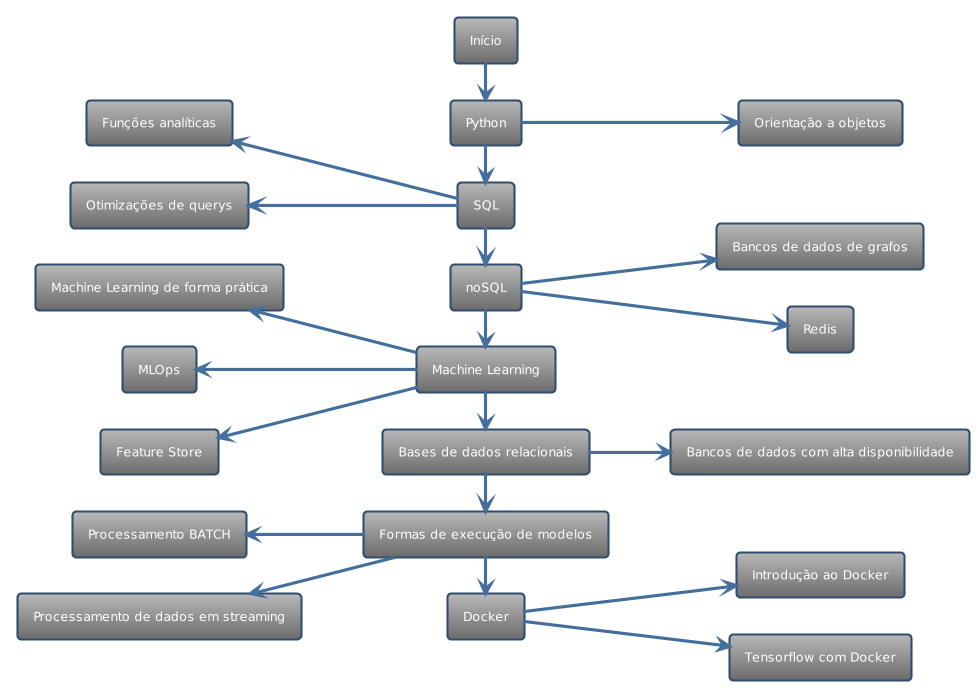 Início
Funções analíticas
Python
Orientação a objetos
Otimizações de querys
SQL
Bancos de dados de grafos
Machine Learning de forma prática
noSQL
Redis
MLOps
Machine Learning
Feature Store
Bases de dados relacionais
Bancos de dados com alta disponibilidade
Processamento BATCH
Formas de execução de modelos
Introdução ao Docker
Processamento de dados em streaming
Docker
Tensorflow com Docker